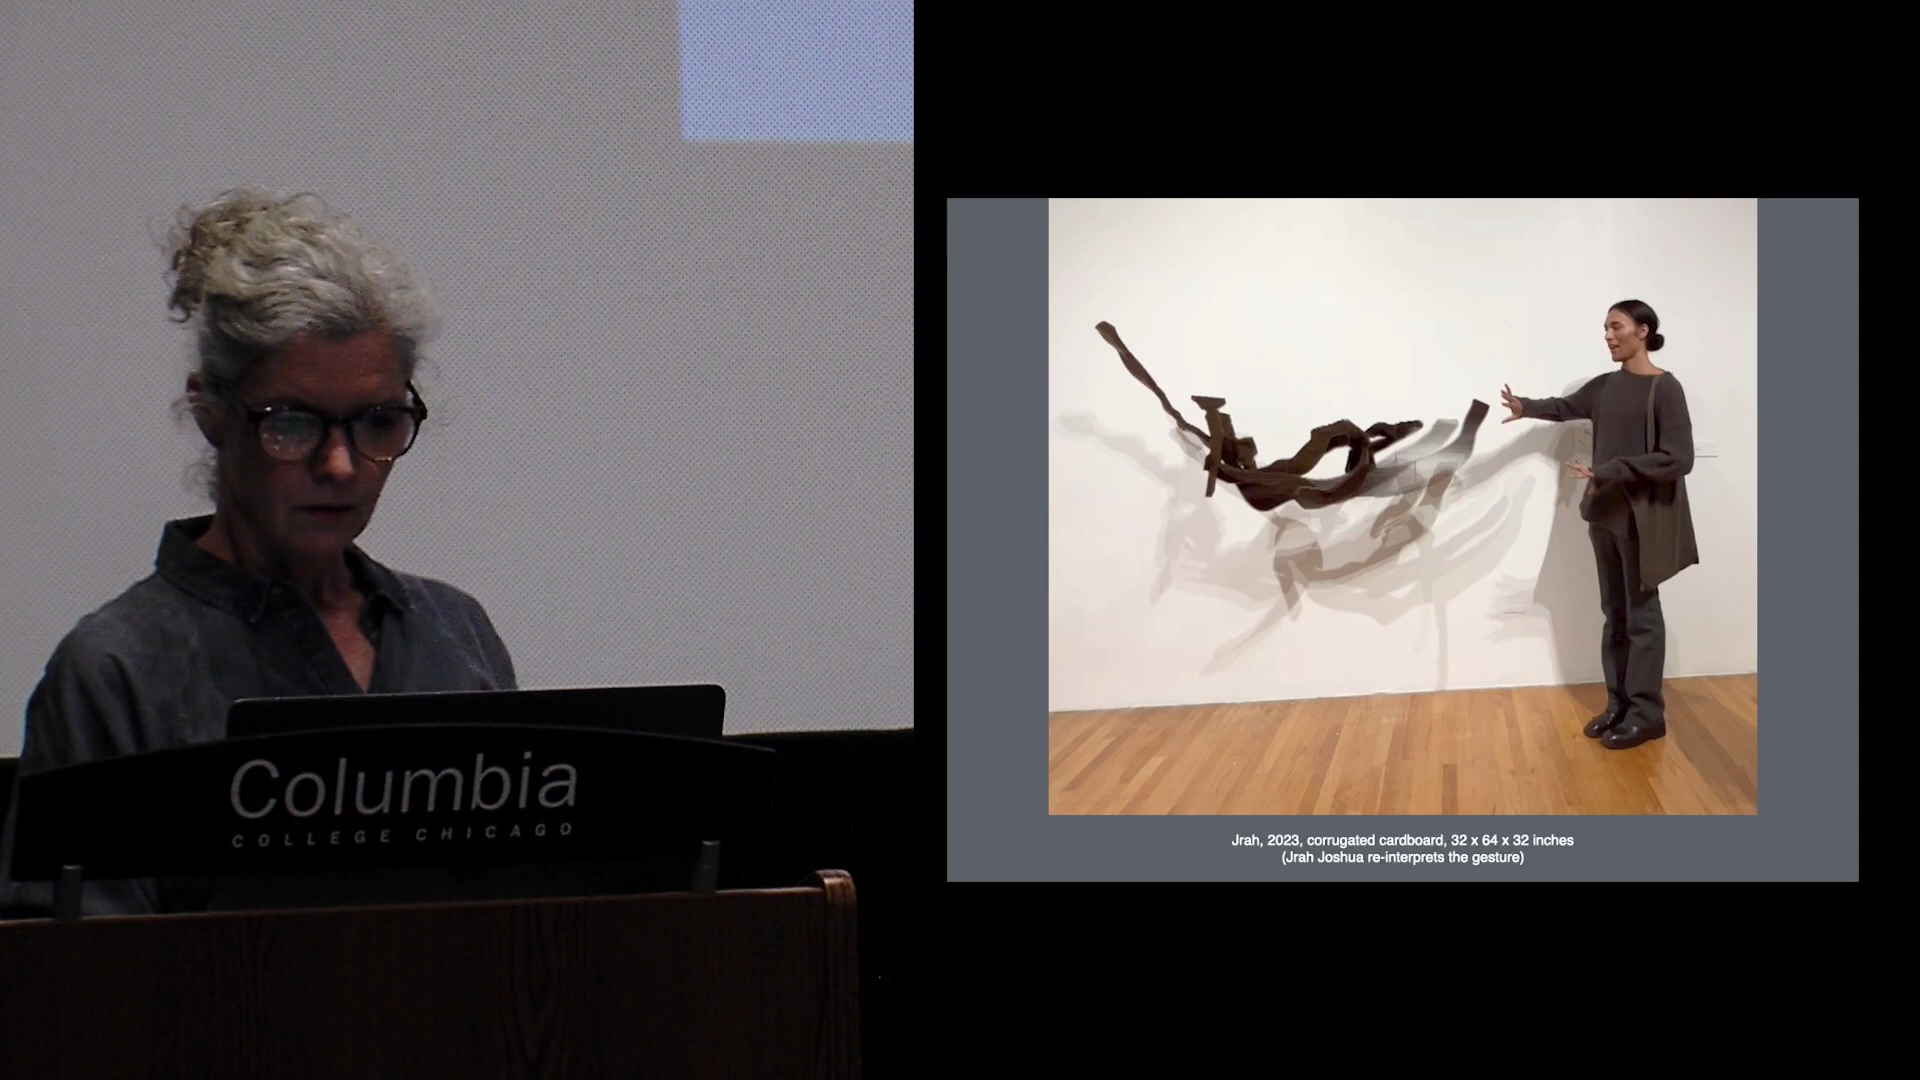 Columbia
COLLEGE CHICAGO
Jrah, 2023, corrugated cardboard, 32 x 64 x 32 inches
(Jrah Joshua re-interprets the gesture)